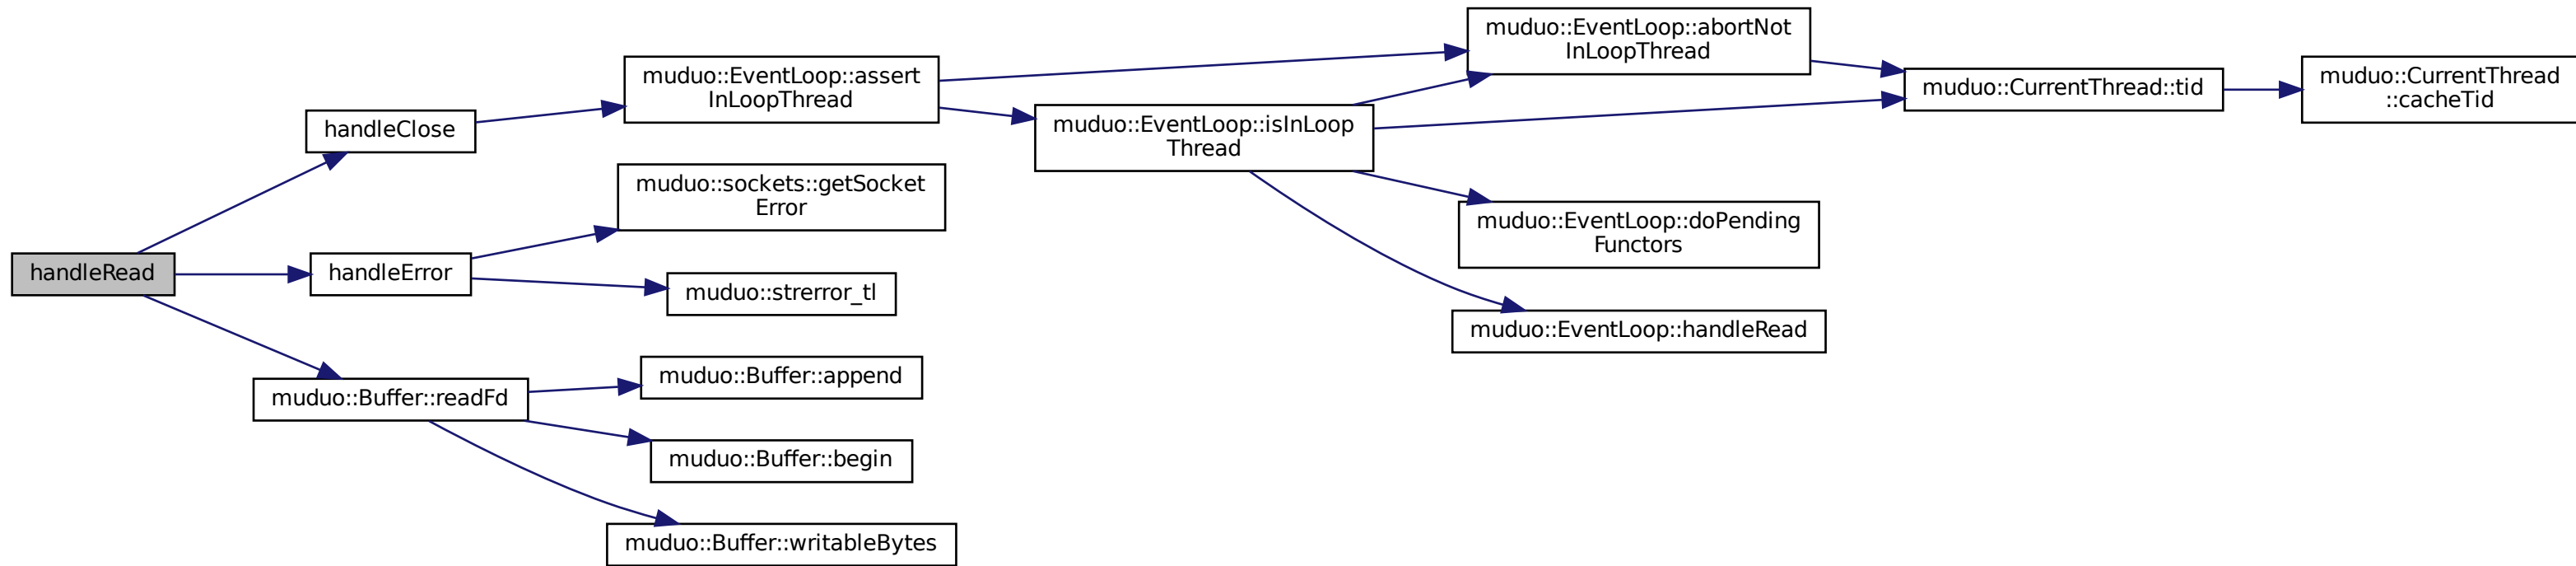 muduo::EventLoop::abortNot
InLoopThread
muduo::EventLoop::assert
InLoopThread
muduo::CurrentThread::tid
muduo::CurrentThread
::cacheTid
handleClose
muduo::EventLoop::isInLoop
Thread
muduo::sockets::getSocket
Error
muduo::EventLoop::doPending
Functors
handleRead
handleError
muduo::strerror_tl
muduo::EventLoop::handleRead
muduo::Buffer::readFd
muduo::Buffer::append
muduo::Buffer::begin
muduo::Buffer::writableBytes